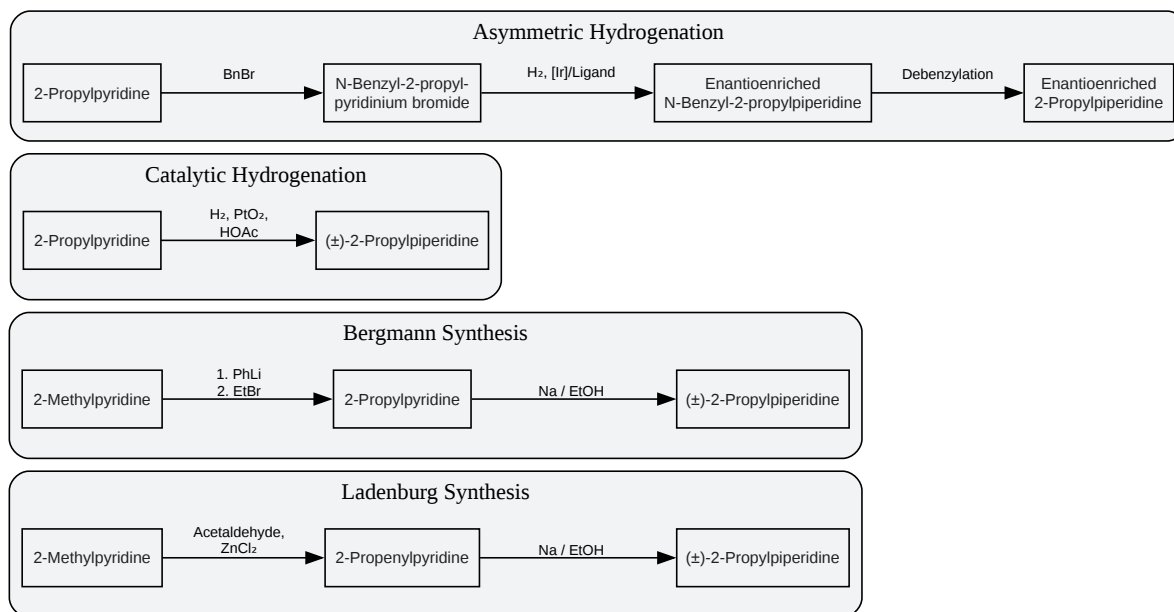 Asymmetric Hydrogenation
2-Propylpyridine
BnBr
N-Benzyl-2-propyl-
pyridinium bromide
H₂, [Ir]/Ligand
Enantioenriched
N-Benzyl-2-propylpiperidine
Debenzylation
Enantioenriched
2-Propylpiperidine
Catalytic Hydrogenation
2-Propylpyridine
H₂, PtO₂,
HOAc
(±)-2-Propylpiperidine
Bergmann Synthesis
2-Methylpyridine
1. PhLi
2. EtBr
2-Propylpyridine
Na / EtOH
(±)-2-Propylpiperidine
Ladenburg Synthesis
2-Methylpyridine
Acetaldehyde,
ZnCl₂
2-Propenylpyridine
Na / EtOH
(±)-2-Propylpiperidine